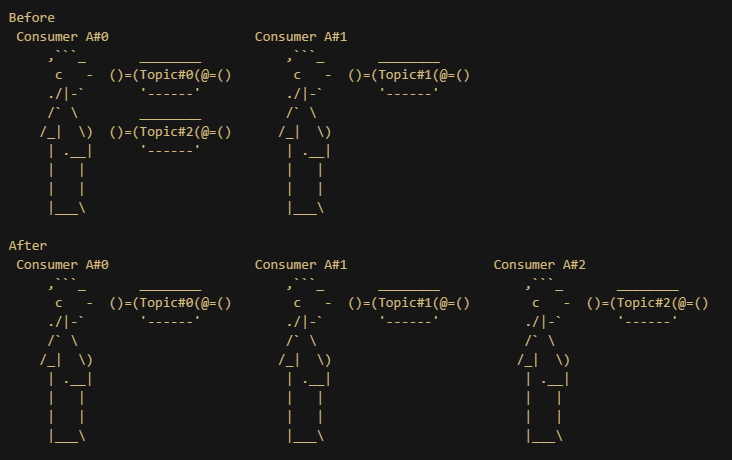 Before
Consumer A#0 Consumer A#1
Topic#0 Topic#1
Topic#2
After
Consumer A#0 Consumer A#1 Consumer A#2
Topic#0 Topic#1 Topic#2